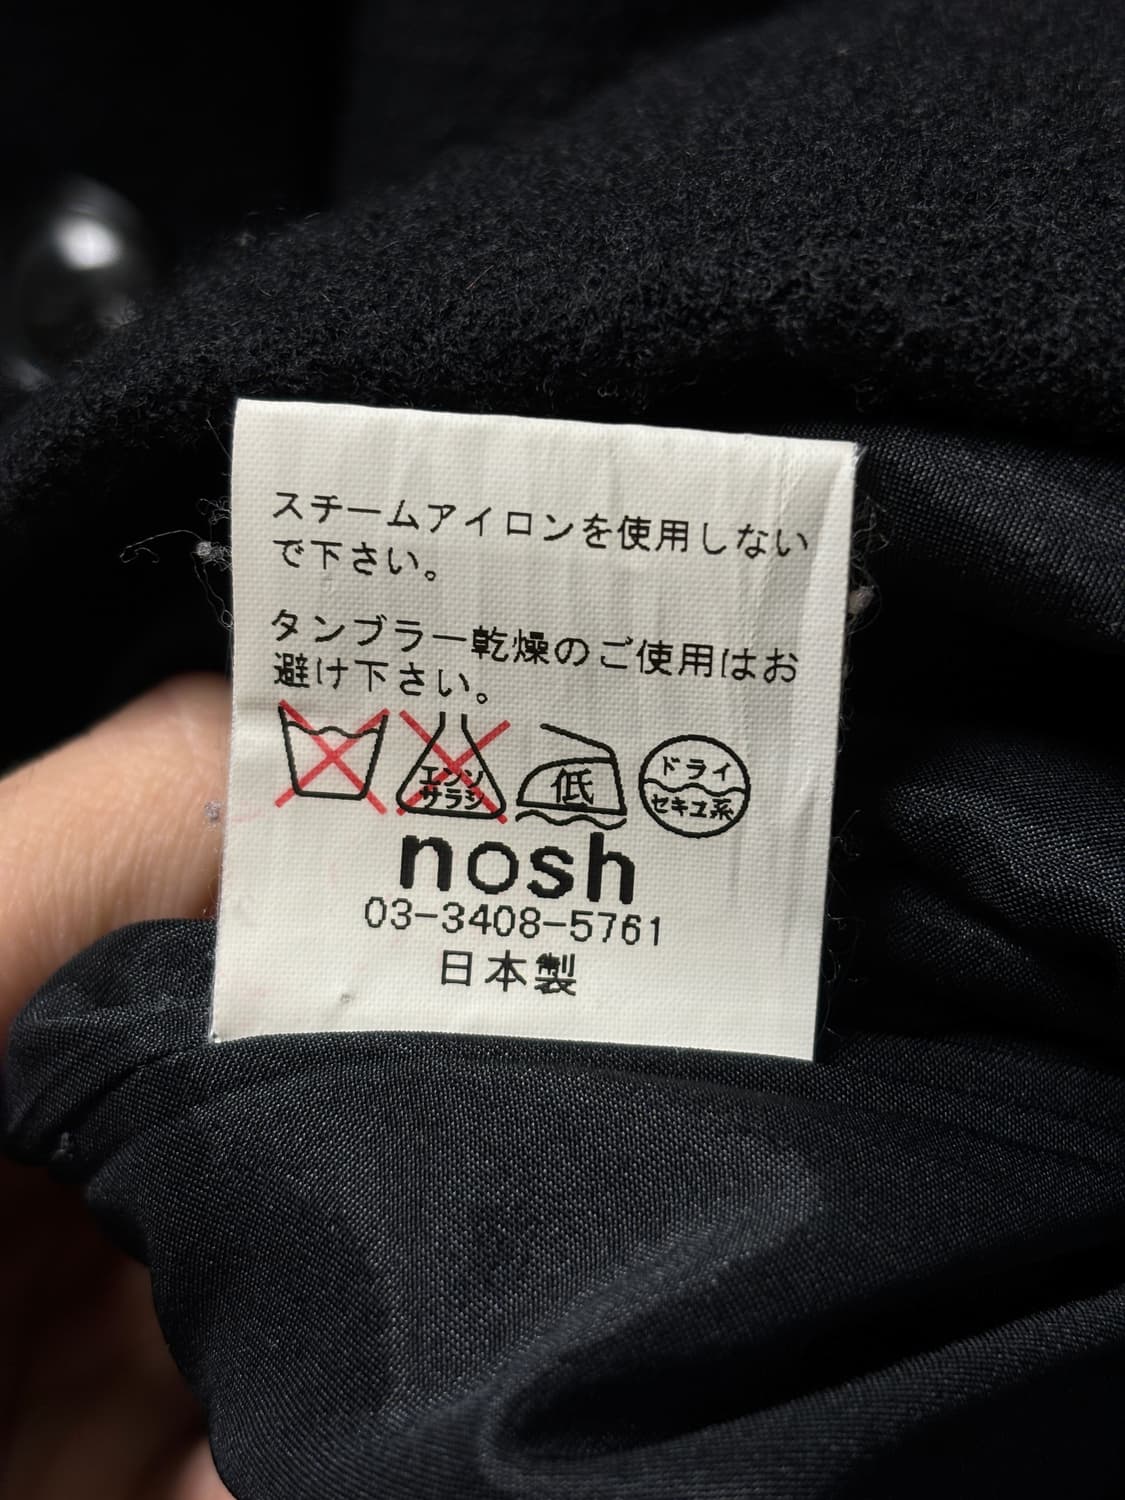 スチームアイロンを使用しない
で下さい。
タンブラー乾燥のご使用はお
避け下さい。
エンソ
サラシ
低
ドライ
セキユ系
nosh
03-3408-5761
日本製